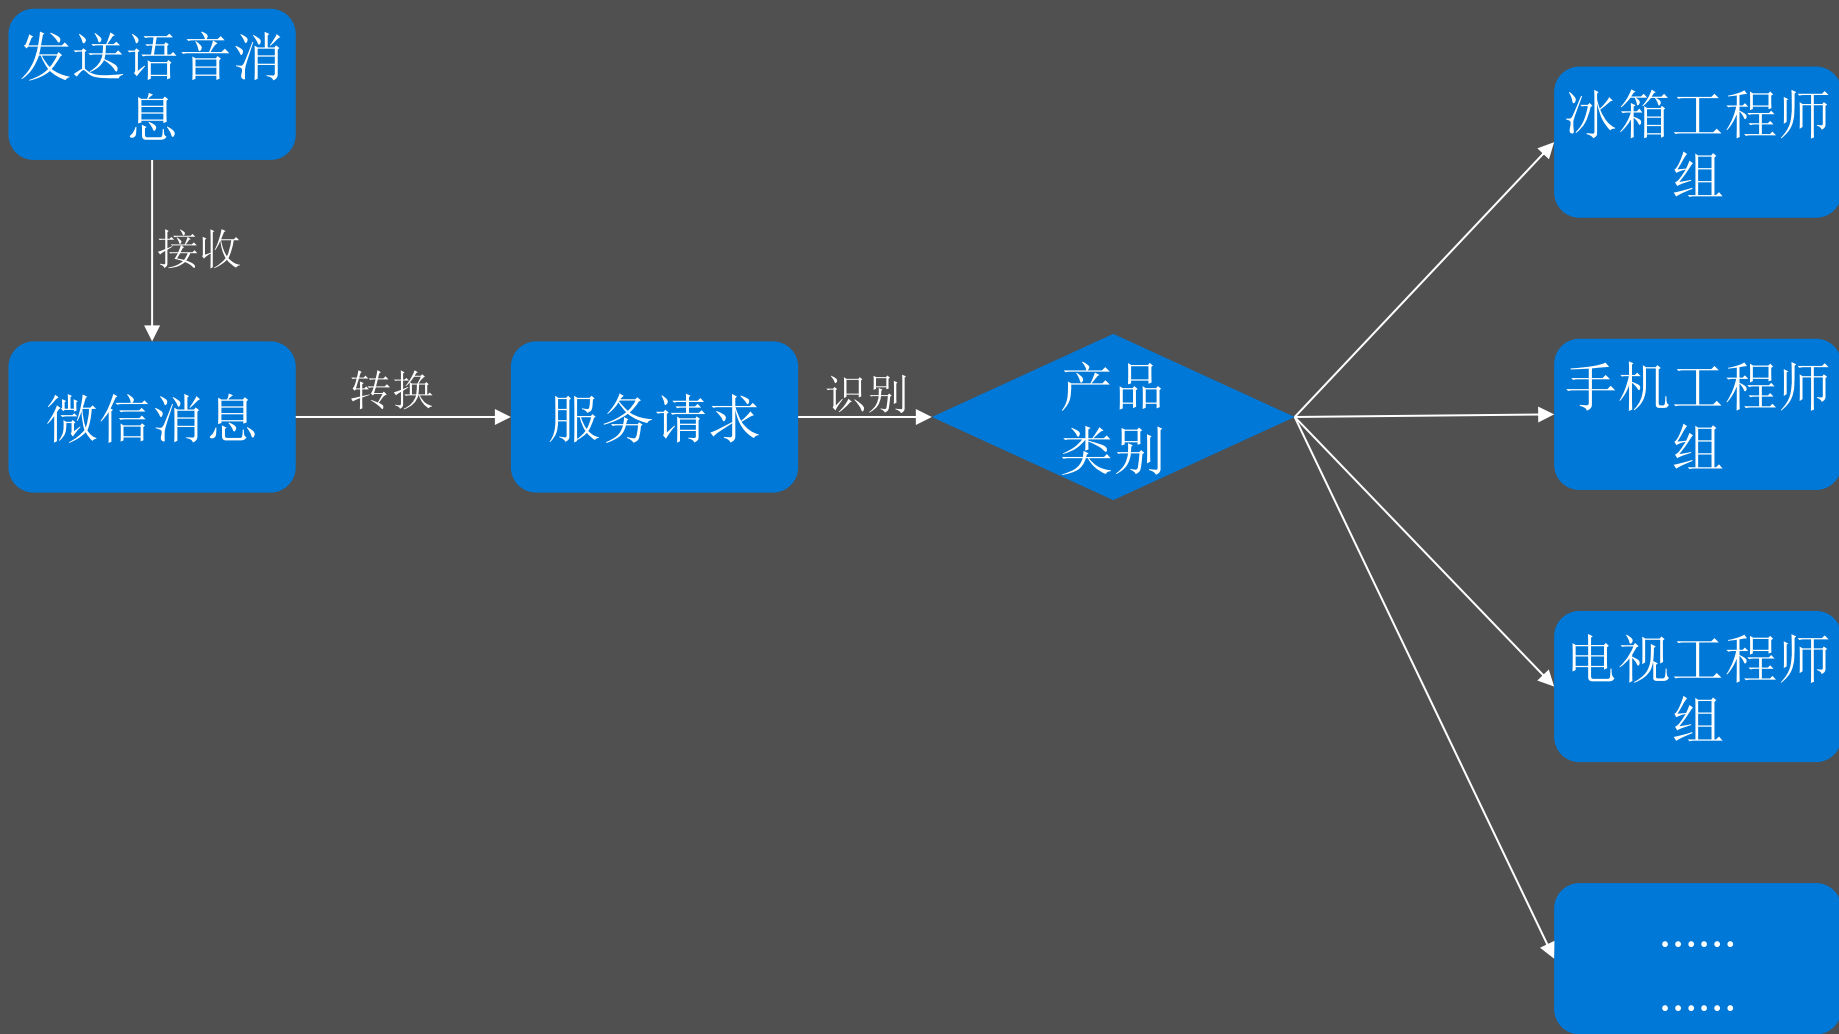 发送语音消
息
接收
微信消息
转换
服务请求
识别
产品
类别
冰箱工程师
组
手机工程师
组
电视工程师
组
……
……